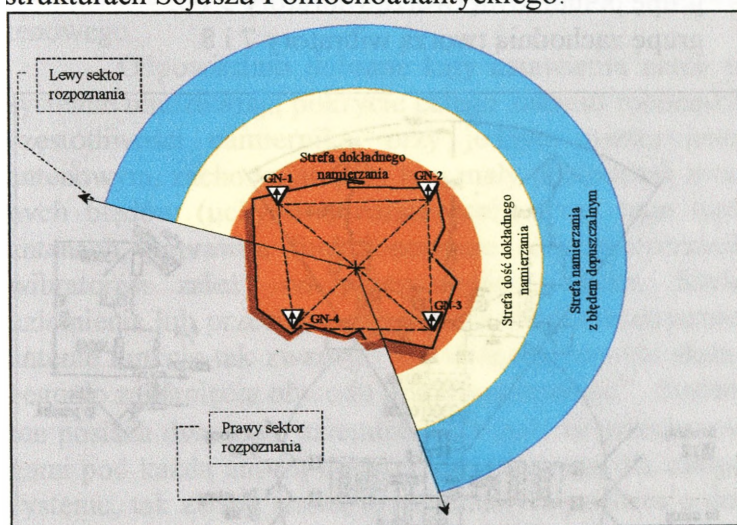 strukturach Sojuszu Północnoatlantyckiego.
Lewy sektor
rozpoznania
Strefa dokładnego
namierzania
GN-1
GN-2
GN-3
GN-4
Strefa dość dokładnego
namierzania
Strefa namierzania
z błędem dopuszczalnym
Prawy sektor
rozpoznania